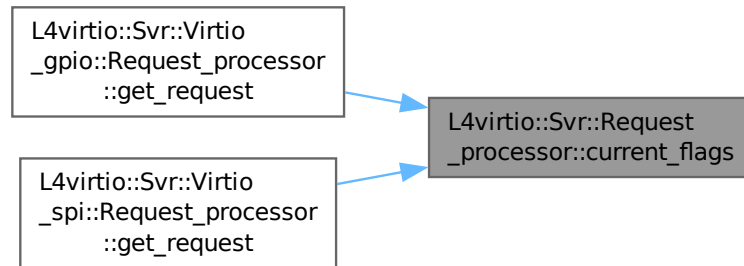 L4virtio::Svr::Virtio
_gpio::Request_processor
::get_request
L4virtio::Svr::Request
_processor::current_flags
L4virtio::Svr::Virtio
_spi::Request_processor
::get_request